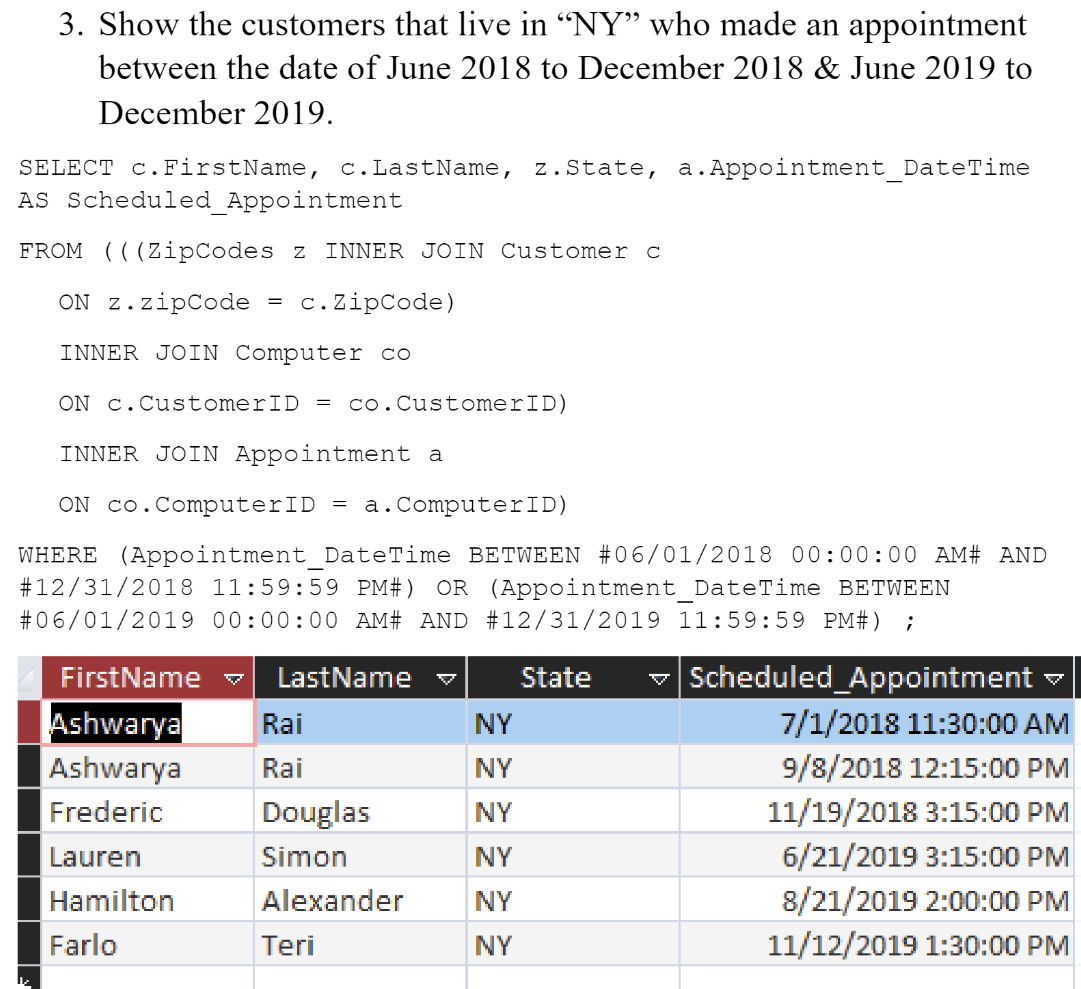 3. Show the customers that live in “NY” who made an appointment
between the date of June 2018 to December 2018 & June 2019 to
December 2019.
SELECT c.FirstName, c.LastName, z.State, a.Appointment_DateTime
AS Scheduled_Appointment
FROM (((ZipCodes z INNER JOIN Customer c
ON z.zipCode = c.ZipCode)
INNER JOIN Computer co
ON c.CustomerID = co.CustomerID)
INNER JOIN Appointment a
ON co.ComputerID = a.ComputerID)
WHERE (Appointment_DateTime BETWEEN #06/01/2018 00:00:00 AM# AND
#12/31/2018 11:59:59 PM#) OR (Appointment_DateTime BETWEEN
#06/01/2019 00:00:00 AM# AND #12/31/2019 11:59:59 PM#) ;
FirstName LastName State Scheduled_Appointment
Ashwarya Rai NY 7/1/2018 11:30:00 AM
Ashwarya Rai NY 9/8/2018 12:15:00 PM
Frederic Douglas NY 11/19/2018 3:15:00 PM
Lauren Simon NY 6/21/2019 3:15:00 PM
Hamilton Alexander NY 8/21/2019 2:00:00 PM
Farlo Teri NY 11/12/2019 1:30:00 PM